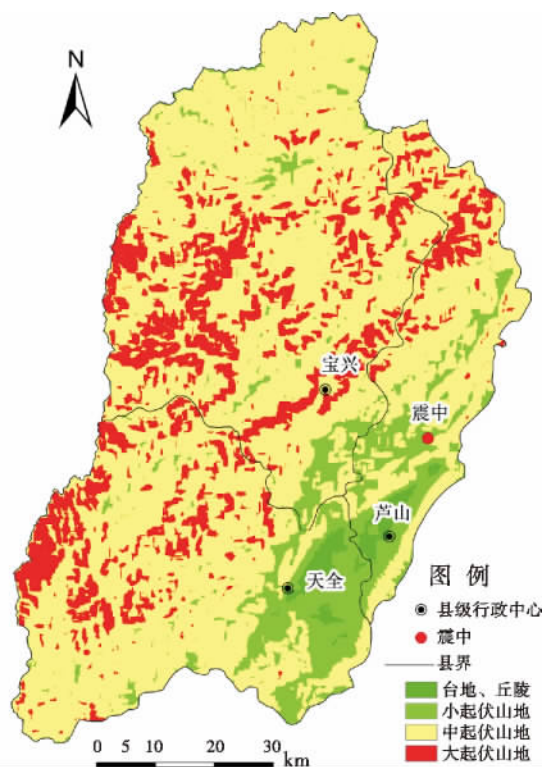 N
宝兴
震中
芦山
天全
图例
县级行政中心
震中
县界
台地、丘陵
小起伏山地
中起伏山地
大起伏山地
0 5 10 20 30 km